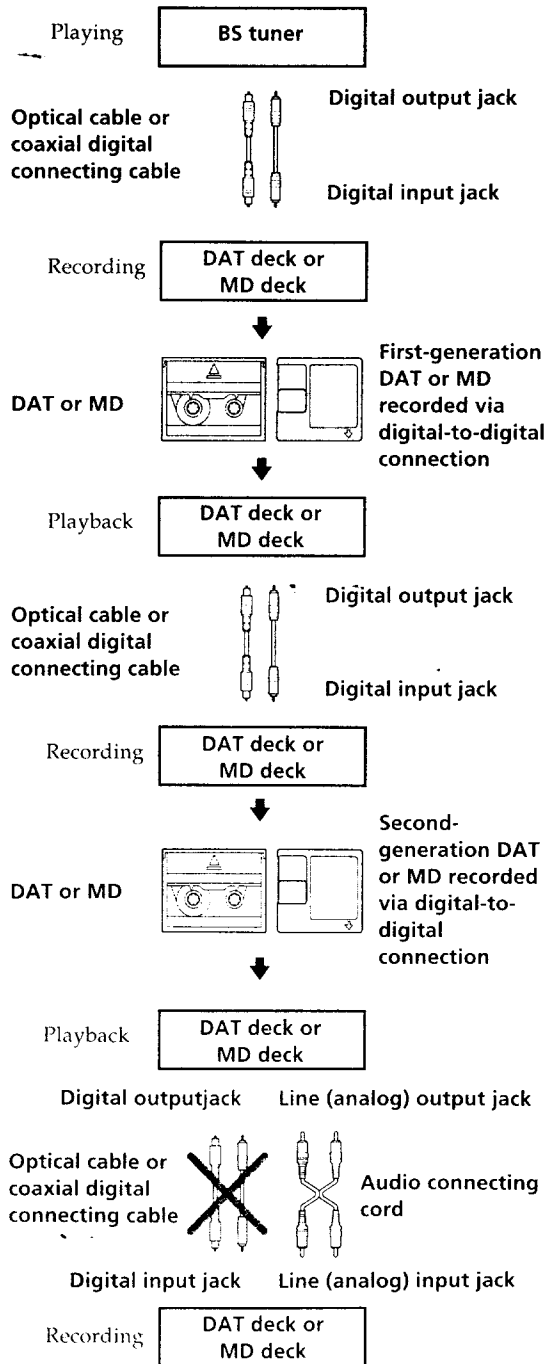 Playing
BS tuner
Optical cable or
coaxial digital
connecting cable
Digital output jack
Digital input jack
Recording
DAT deck or
MD deck
DAT or MD
First-generation
DAT or MD
recorded via
digital-to-digital
connection
Playback
DAT deck or
MD deck
Optical cable or
coaxial digital
connecting cable
Digital output jack
Digital input jack
Recording
DAT deck or
MD deck
DAT or MD
Second-
generation DAT
or MD recorded
via digital-to-
digital
connection
Playback
DAT deck or
MD deck
Digital outputjack
Line (analog) output jack
Optical cable or
coaxial digital
connecting cable
Audio connecting
cord
Digital input jack
Line (analog) input jack
Recording
DAT deck or
MD deck